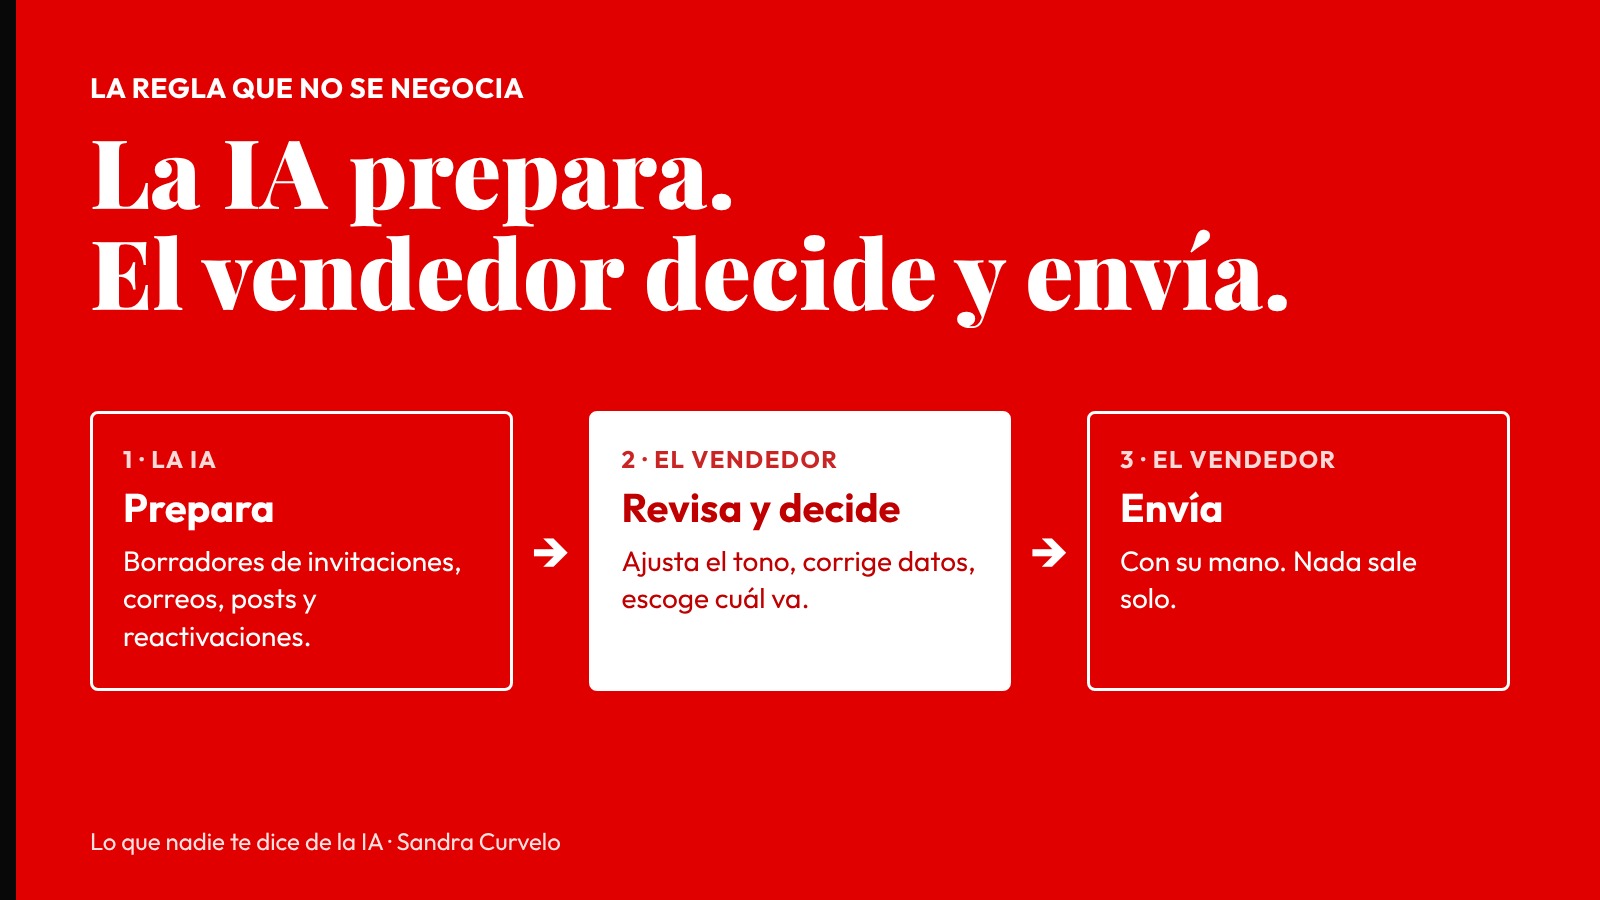 LA REGLA QUE NO SE NEGOCIA
La IA prepara.
El vendedor decide y envía.
1 · LA IA
Prepara
Borradores de invitaciones,
correos, posts y
reactivaciones.
2 · EL VENDEDOR
Revisa y decide
Ajusta el tono, corrige datos,
escoge cuál va.
3 · EL VENDEDOR
Envía
Con su mano. Nada sale
solo.
Lo que nadie te dice de la IA · Sandra Curvelo